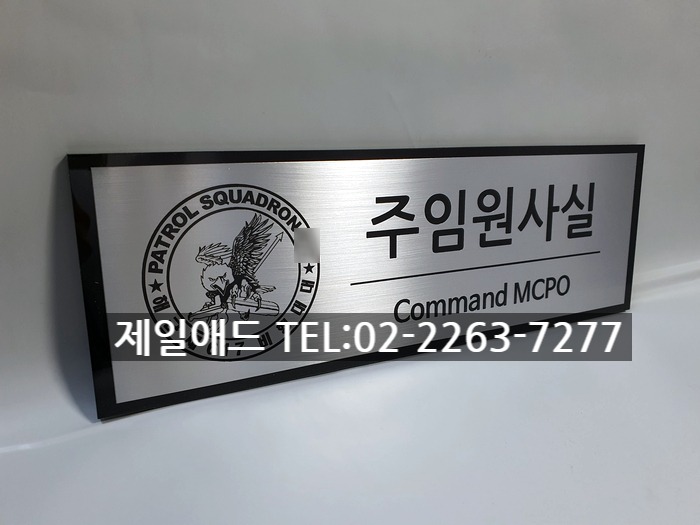 PATROL SQUADRON
주임원사실
Command MCPO
제일애드 TEL:02-2263-7277